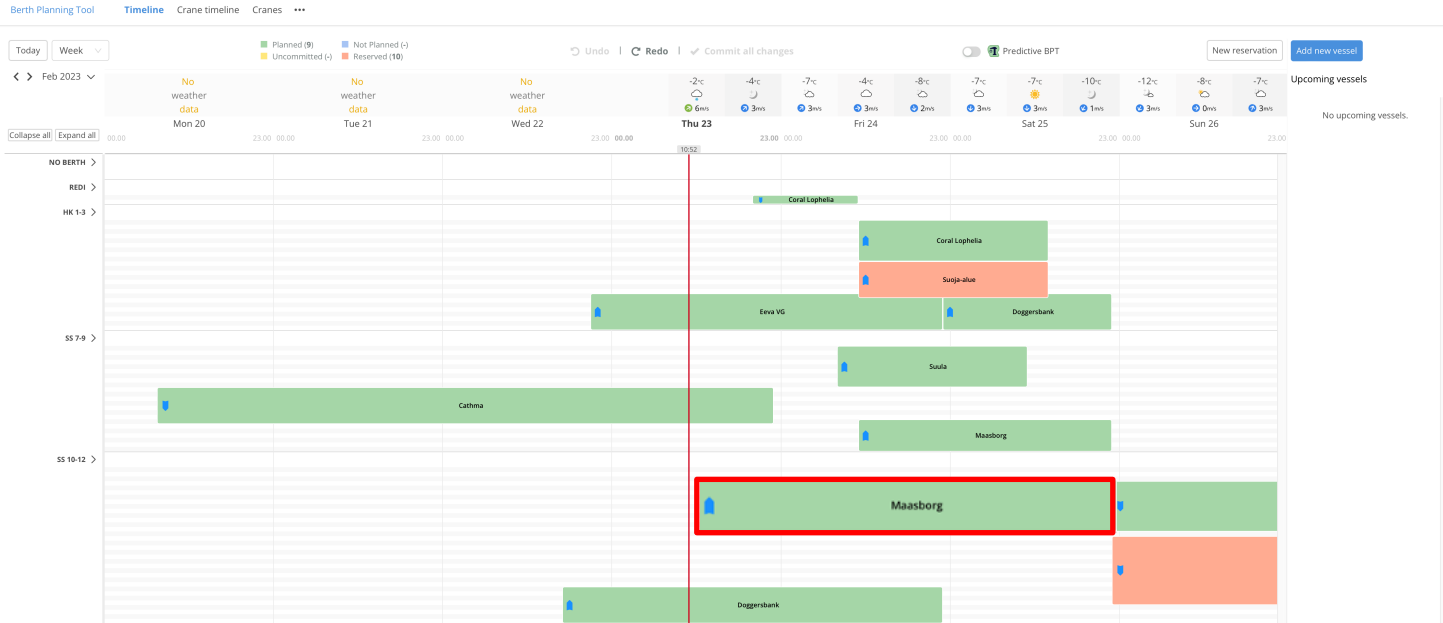 Berth Planning Tool Timeline Crane timeline Cranes •••
Today Week
Planned (9) Not Planned (-)
Uncommitted (-) Reserved (10)
Undo | Redo | Commit all changes
Predictive BPT
New reservation Add new vessel
Feb 2023
Upcoming vessels
No upcoming vessels.
No weather data
No weather data
No weather data
-2°C -4°C -7°C -4°C -8°C -7°C -7°C -10°C -12°C -8°C -7°C
6m/s 3m/s 3m/s 3m/s 2m/s 3m/s 3m/s 1m/s 3m/s 0m/s 3m/s
Mon 20 Tue 21 Wed 22 Thu 23 Fri 24 Sat 25 Sun 26
Collapse all Expand all
00.00 23.00 00.00 23.00 00.00 23.00 00.00 23.00 00.00 23.00 00.00 23.00 00.00 23.00
10:52
NO BERTH
REDI
Coral Lophelia
HK 1-3
Coral Lophelia
Suoja-alue
Eeva VG Doggersbank
SS 7-9
Suula
Cathma
Maasborg
SS 10-12
Maasborg
Doggersbank